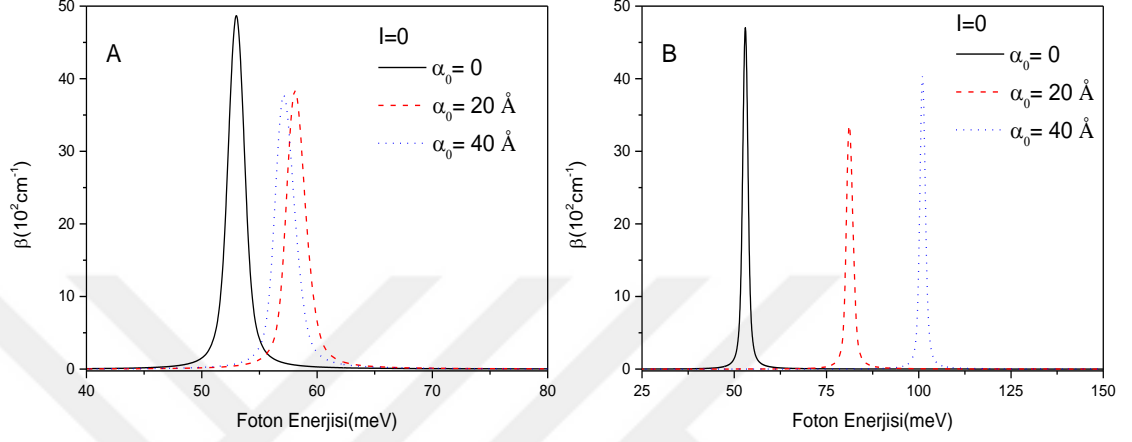 A
I=0
α₀= 0
α₀= 20 Å
α₀= 40 Å
50
40
30
20
10
0
β(10²cm⁻¹)
40
50
60
70
80
Foton Enerjisi(meV)
B
I=0
α₀= 0
α₀= 20 Å
α₀= 40 Å
50
40
30
20
10
0
β(10²cm⁻¹)
25
50
75
100
125
150
Foton Enerjisi(meV)